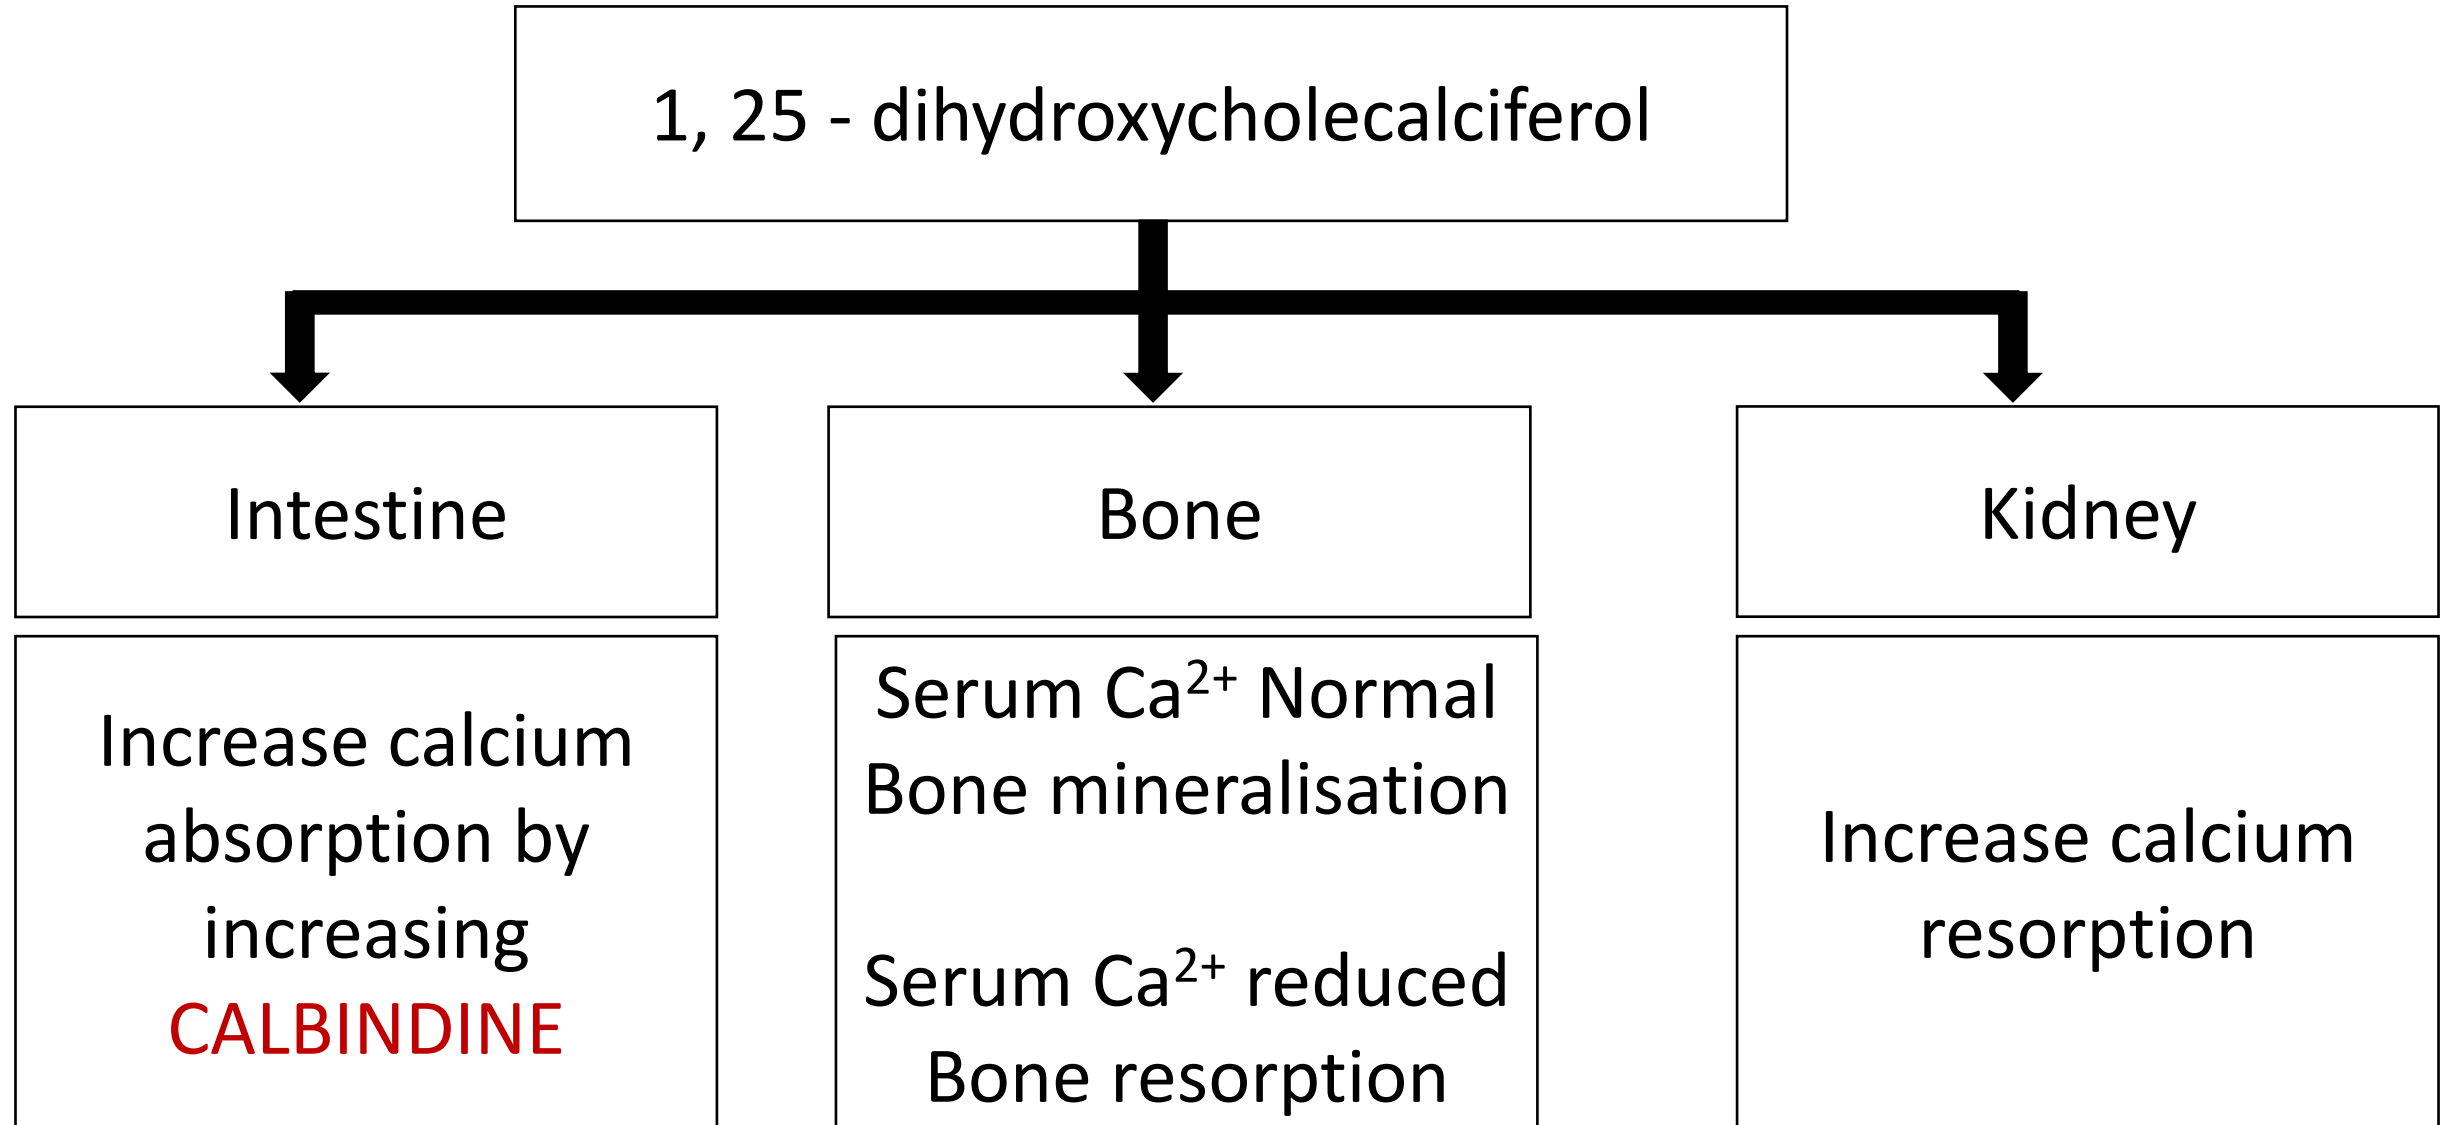 1, 25 - dihydroxycholecalciferol
Intestine
Bone
Kidney
Increase calcium
absorption by
increasing
CALBINDINE
Serum Ca²⁺ Normal
Bone mineralisation
Serum Ca²⁺ reduced
Bone resorption
Increase calcium
resorption